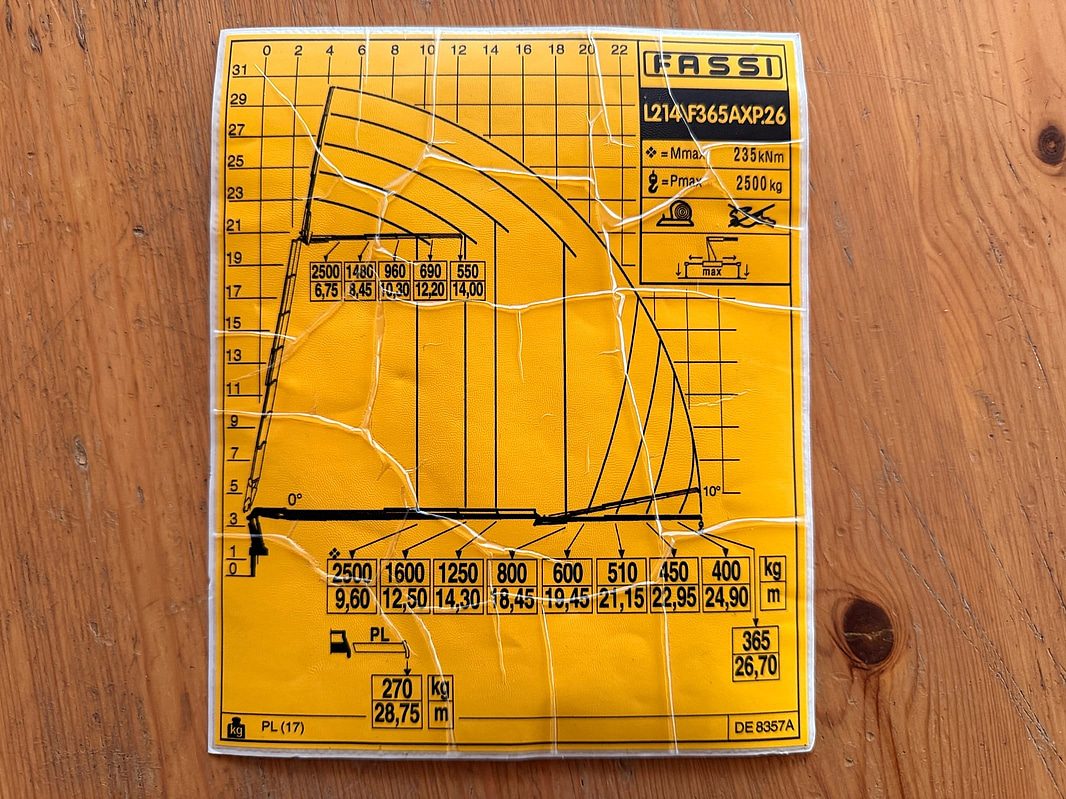 0 2 4 6 8 10 12 14 16 18 20 22
FASSI
L214\F365AXP.26
❖ = Mmax 235kNm
= Pmax 2500 kg
max
31
29
27
25
23
21
19
17
15
13
11
9
7
5
3
1
0
2500 1480 960 690 550
6,75 8,45 10,30 12,20 14,00
0°
10°
❖
2500 1600 1250 800 600 510 450 400 kg
9,60 12,50 14,30 18,45 19,45 21,15 22,95 24,90 m
365
26,70
PL
270 kg
28,75 m
kg PL (17)
DE 8357A